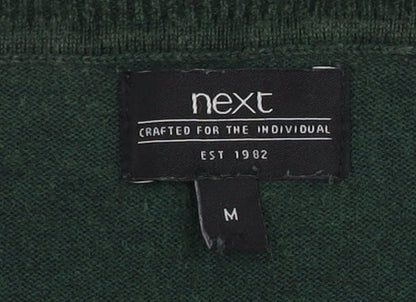 next
CRAFTED FOR THE INDIVIDUAL
EST 1982
M